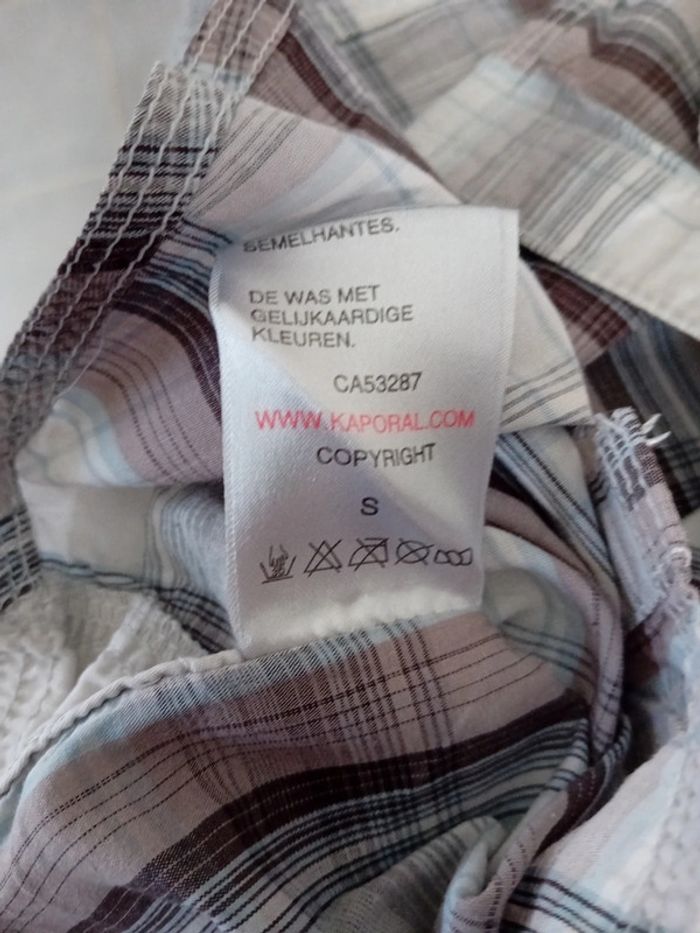 SEMELHANTES.
DE WAS MET
GELIJKAARDIGE
KLEUREN.
CA53287
WWW.KAPORAL.COM
COPYRIGHT
S